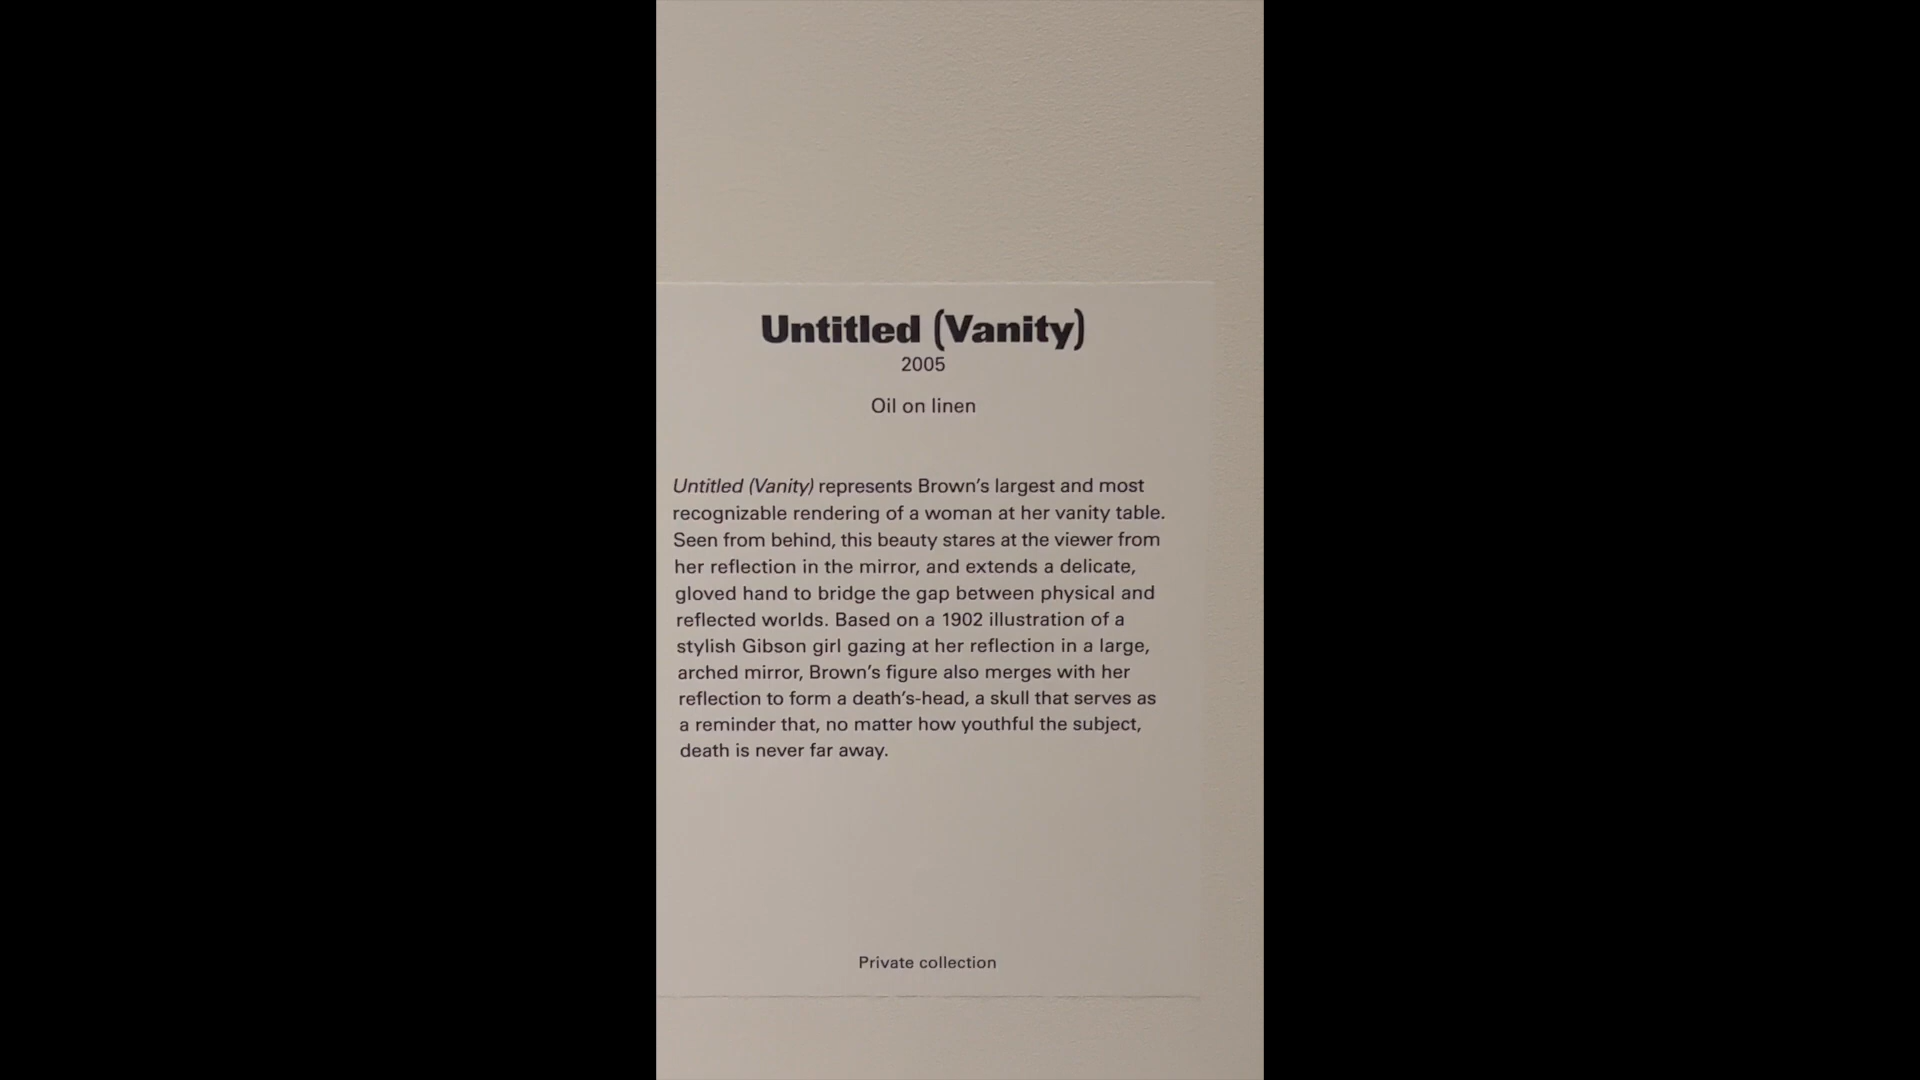 Untitled (Vanity)
2005
Oil on linen
Untitled (Vanity) represents Brown's largest and most
recognizable rendering of a woman at her vanity table.
Seen from behind, this beauty stares at the viewer from
her reflection in the mirror, and extends a delicate,
gloved hand to bridge the gap between physical and
reflected worlds. Based on a 1902 illustration of a
stylish Gibson girl gazing at her reflection in a large,
arched mirror, Brown's figure also merges with her
reflection to form a death's-head, a skull that serves as
a reminder that, no matter how youthful the subject,
death is never far away.
Private collection